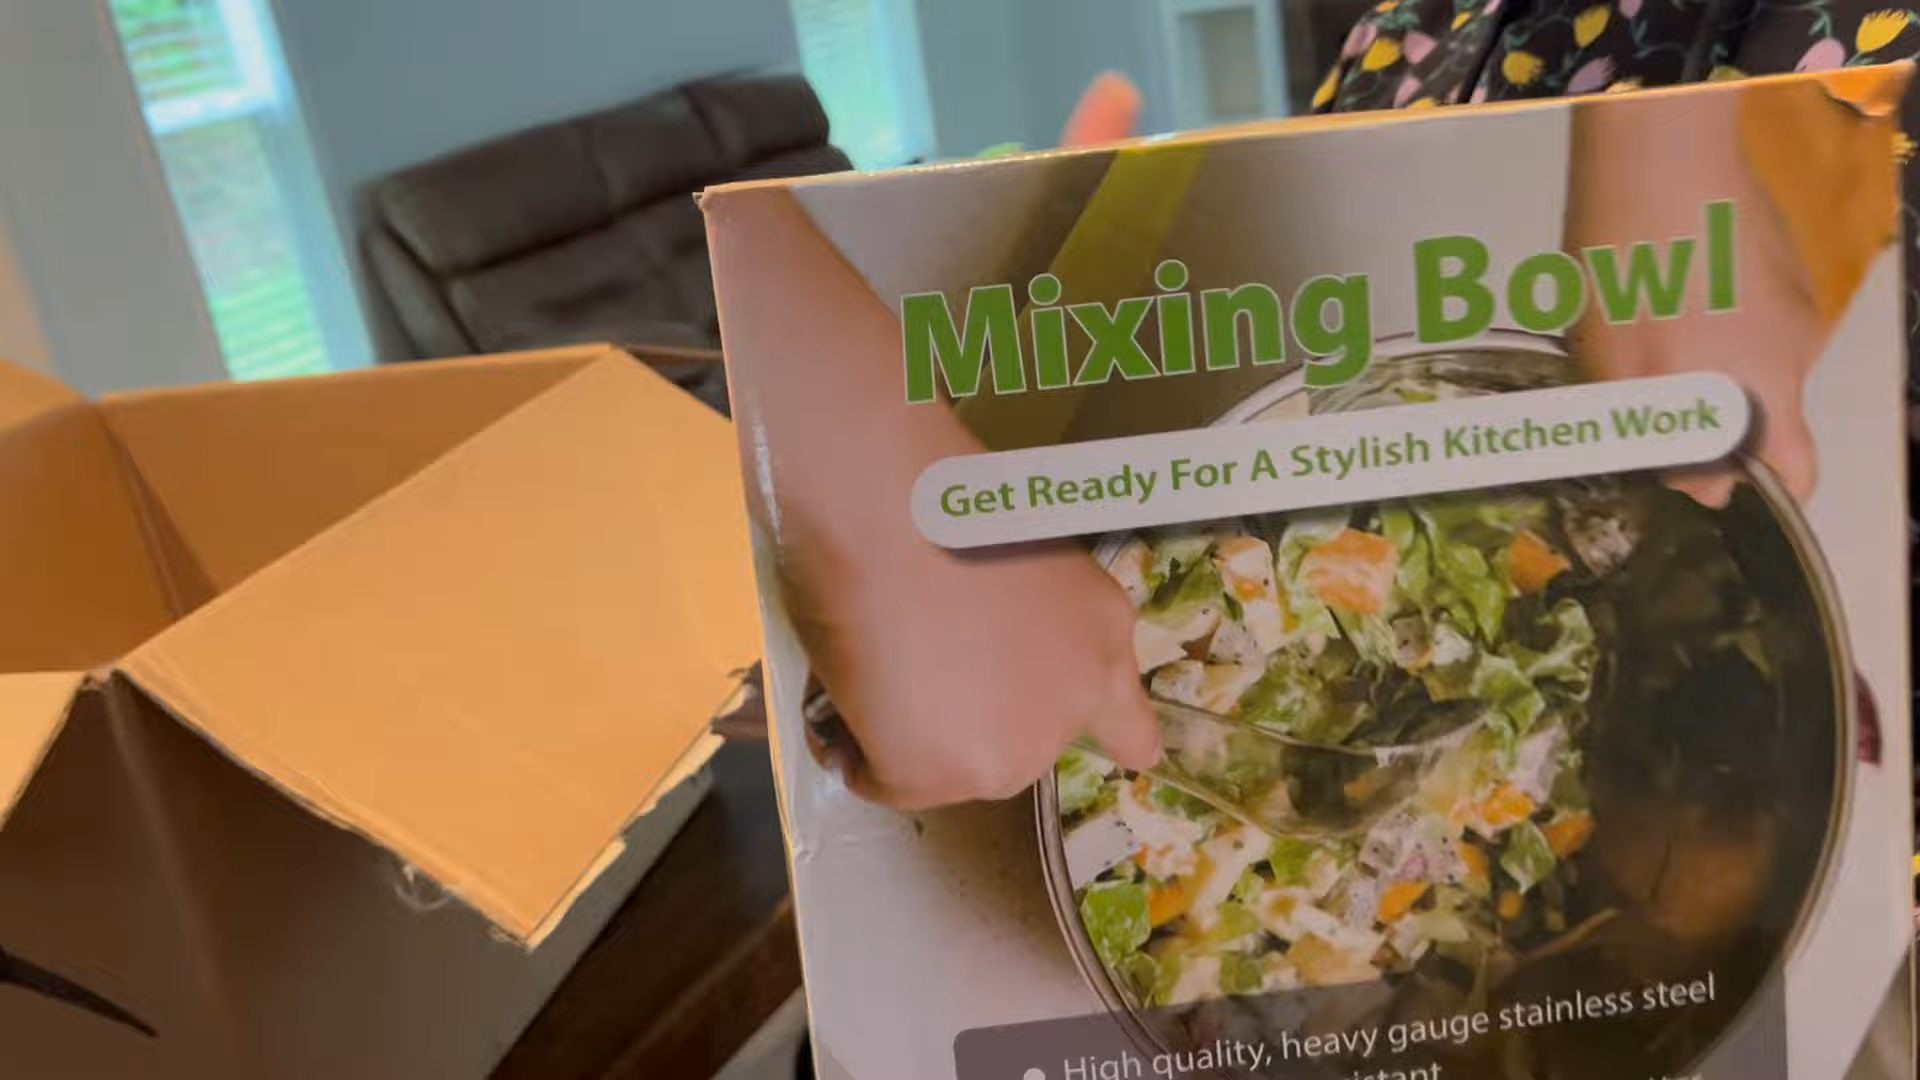 Mixing Bowl
Get Ready For A Stylish Kitchen Work
High quality, heavy gauge stainless steel